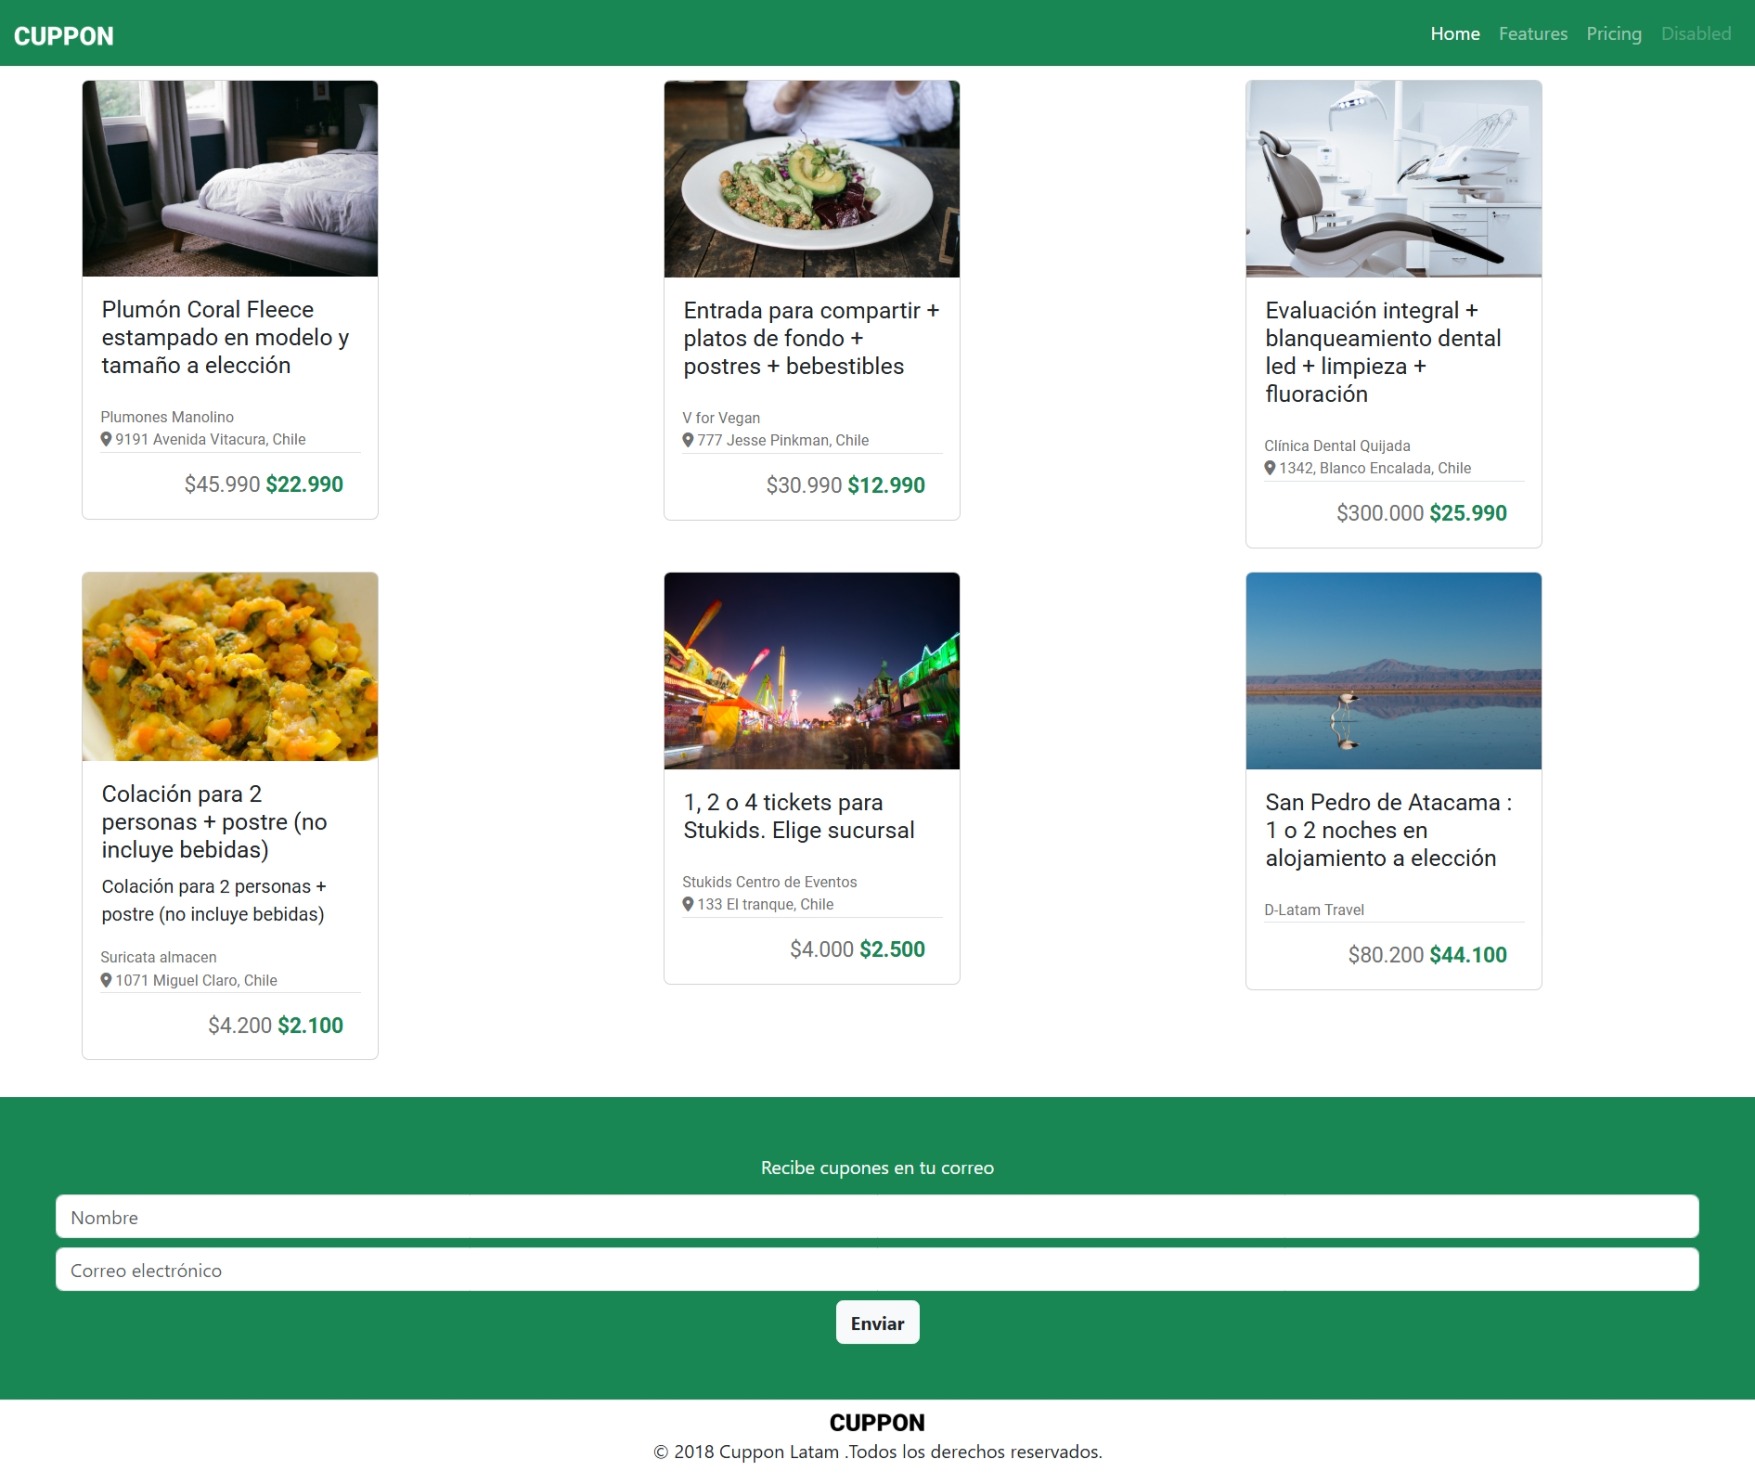 CUPPON
Home Features Pricing Disabled
Plumón Coral Fleece
estampado en modelo y
tamaño a elección
Plumones Manolino
9191 Avenida Vitacura, Chile
$45.990 $22.990
Entrada para compartir +
platos de fondo +
postres + bebestibles
V for Vegan
777 Jesse Pinkman, Chile
$30.990 $12.990
Evaluación integral +
blanqueamiento dental
led + limpieza +
fluoración
Clínica Dental Quijada
1342, Blanco Encalada, Chile
$300.000 $25.990
Colación para 2
personas + postre (no
incluye bebidas)
Colación para 2 personas +
postre (no incluye bebidas)
Suricata almacen
1071 Miguel Claro, Chile
$4.200 $2.100
1, 2 o 4 tickets para
Stukids. Elige sucursal
Stukids Centro de Eventos
133 El tranque, Chile
$4.000 $2.500
San Pedro de Atacama :
1 o 2 noches en
alojamiento a elección
D-Latam Travel
$80.200 $44.100
Recibe cupones en tu correo
Nombre
Correo electrónico
Enviar
CUPPON
© 2018 Cuppon Latam .Todos los derechos reservados.